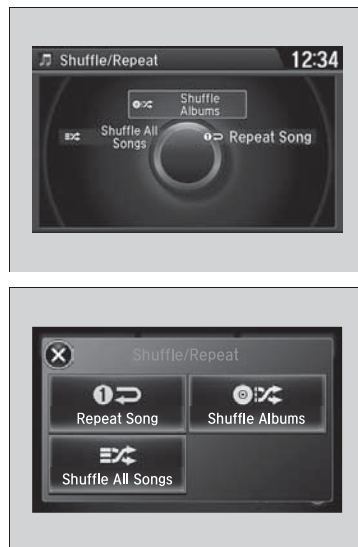 Shuffle/Repeat 12:34
Shuffle
Albums
Shuffle All
Songs
Repeat Song
Shuffle/Repeat
Repeat Song
Shuffle Albums
Shuffle All Songs